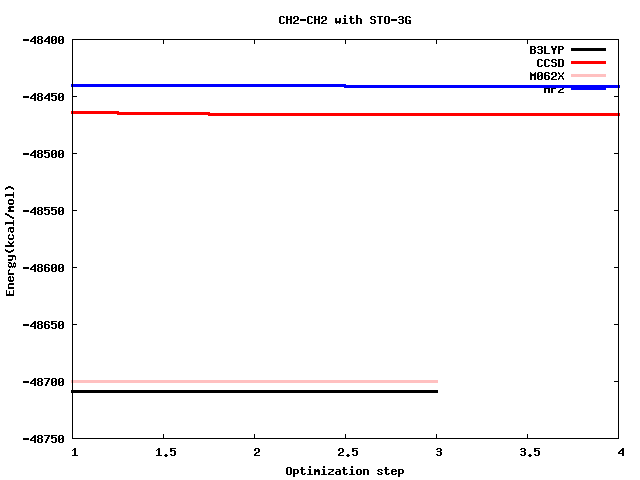 CH2-CH2 with STO-3G
B3LYP
CCSD
M062X
MP2
Energy(kcal/mol)
-48400
-48450
-48500
-48550
-48600
-48650
-48700
-48750
1 1.5 2 2.5 3 3.5 4
Optimization step